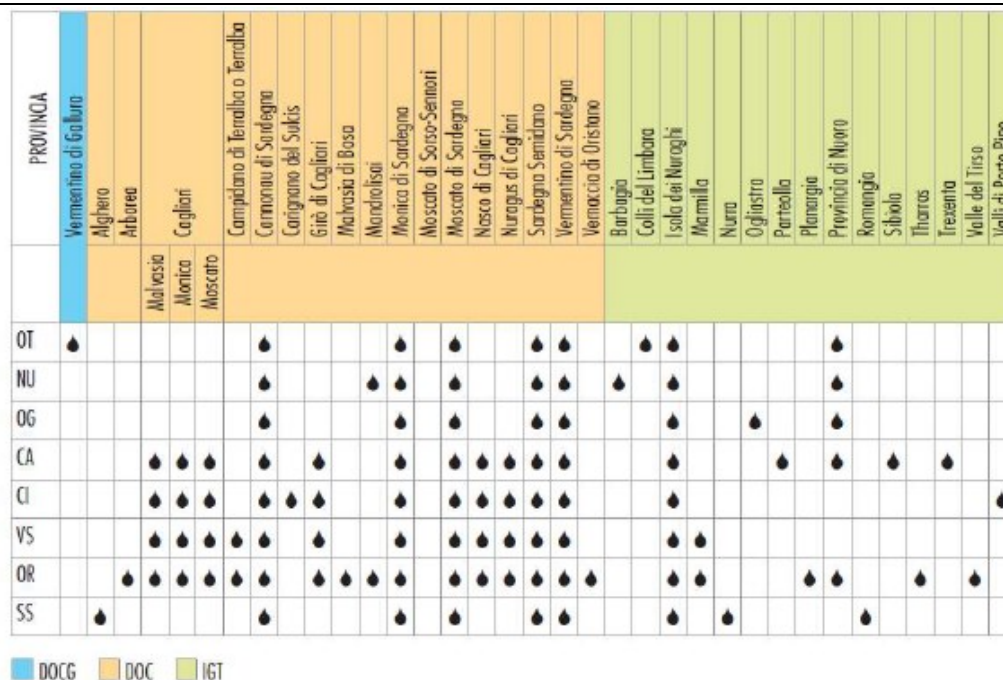 PROVINCIA
Vermentino di Gallura
Alghero
Arborea
Cagliari
Malvasia
Monica
Moscato
Campidano di Terralba o Terralba
Cannonau di Sardegna
Carignano del Sulcis
Girò di Cagliari
Malvasia di Bosa
Mandrolisai
Monica di Sardegna
Moscato di Sorso-Sennori
Moscato di Sardegna
Nasco di Cagliari
Nuragus di Cagliari
Sardegna Semidano
Vermentino di Sardegna
Vernaccia di Oristano
Barbagia
Colli del Limbara
Isola dei Nuraghi
Marmilla
Nurra
Ogliastra
Parteolla
Planargia
Provincia di Nuoro
Romangia
Sibiola
Tharros
Trexenta
Valle del Tirso
OT
NU
OG
CA
CI
VS
OR
SS
DOCG
DOC
IGT